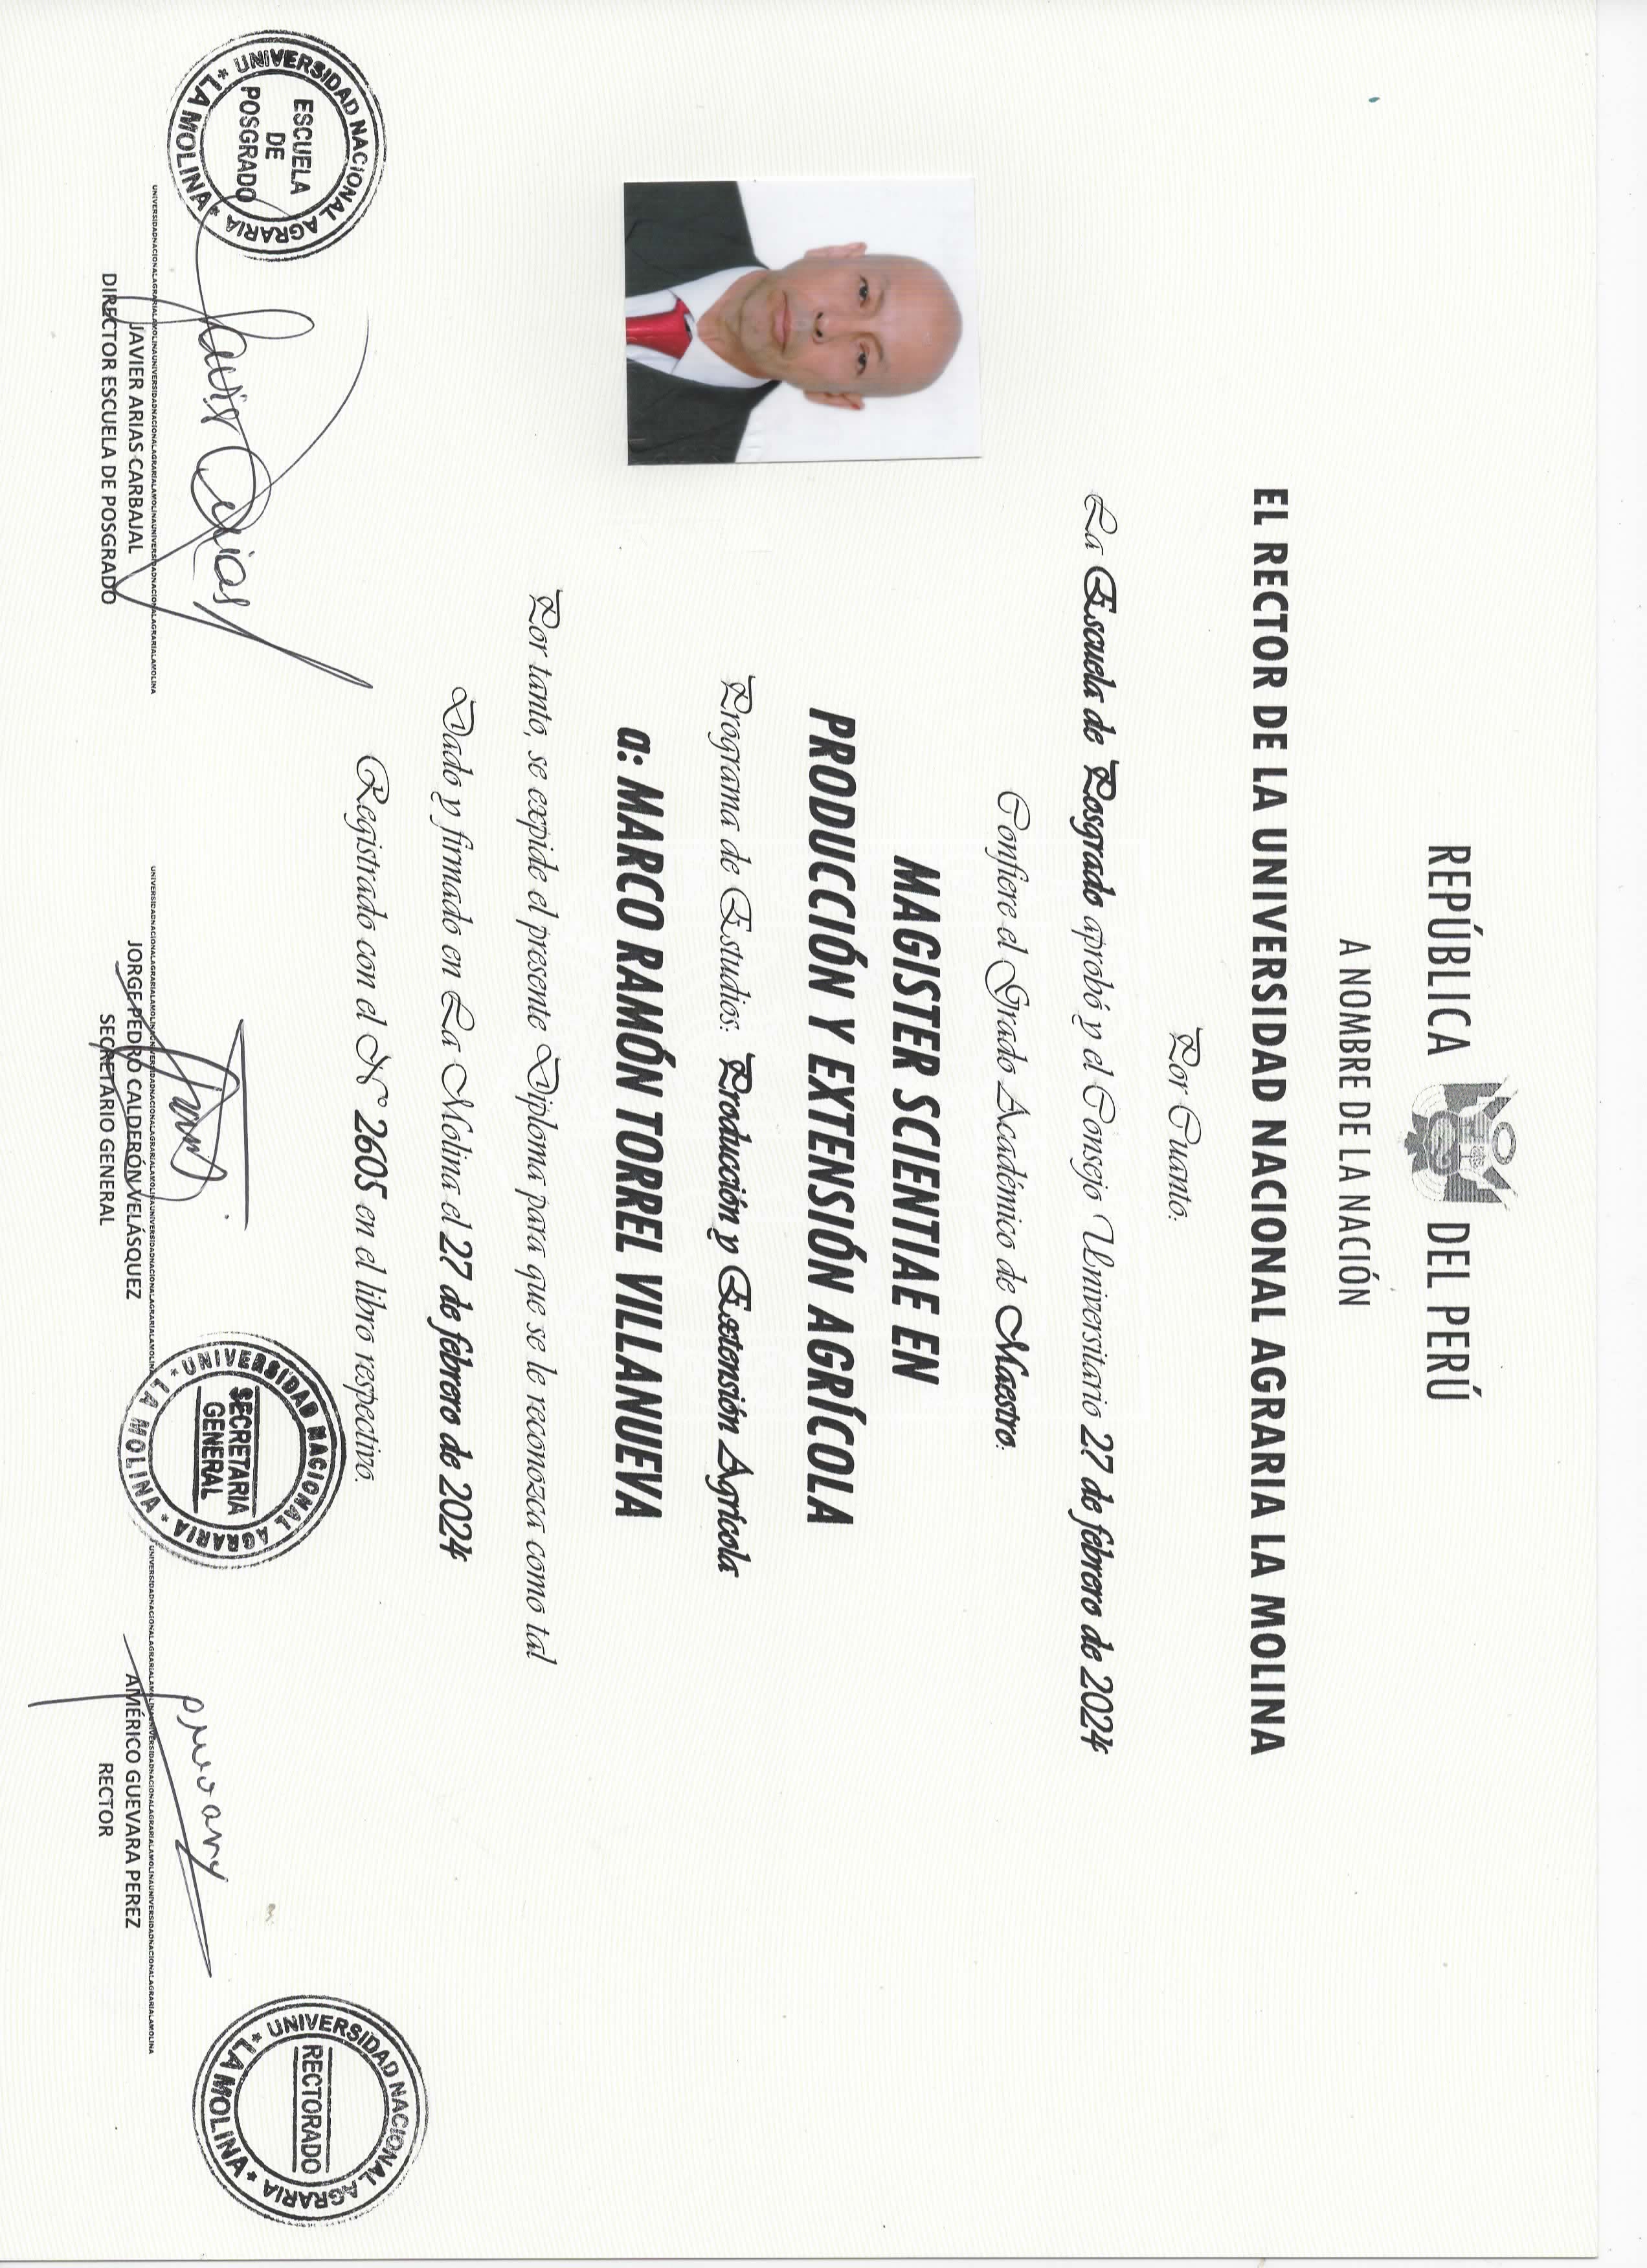 REPÚBLICA DEL PERÚ
A NOMBRE DE LA NACIÓN
EL RECTOR DE LA UNIVERSIDAD NACIONAL AGRARIA LA MOLINA
Por Cuanto:
La Escuela de Posgrado aprobó y el Consejo Universitario 27 de febrero de 2024
Confiere el Grado Académico de Maestro:
MAGISTER SCIENTIAE EN
PRODUCCIÓN Y EXTENSIÓN AGRÍCOLA
Programa de Estudios: Producción y Extensión Agrícola
a: MARCO RAMÓN TORREL VILLANUEVA
Por tanto, se expide el presente Diploma para que se le reconozca como tal
Dado y firmado en La Molina el 27 de febrero de 2024
Registrado con el N° 2605 en el libro respectivo.
UNIVERSIDAD NACIONAL AGRARIA
ESCUELA
DE
POSGRADO
* LA MOLINA *
Javier Arias
UNIVERSIDADNACIONALAGRARIALAMOLINAUNIVERSIDADNACIONALAGRARIALAMOLINA
JAVIER ARIAS CARBAJAL
DIRECTOR ESCUELA DE POSGRADO
UNIVERSIDADNACIONALAGRARIALAMOLINAUNIVERSIDADNACIONALAGRARIALAMOLINA
JORGE PEDRO CALDERÓN VELÁSQUEZ
SECRETARIO GENERAL
UNIVERSIDAD NACIONAL AGRARIA
SECRETARIA
GENERAL
* LA MOLINA *
UNIVERSIDAD NACIONAL AGRARIA
RECTORADO
* LA MOLINA *
UNIVERSIDADNACIONALAGRARIALAMOLINAUNIVERSIDADNACIONALAGRARIALAMOLINA
AMÉRICO GUEVARA PEREZ
RECTOR